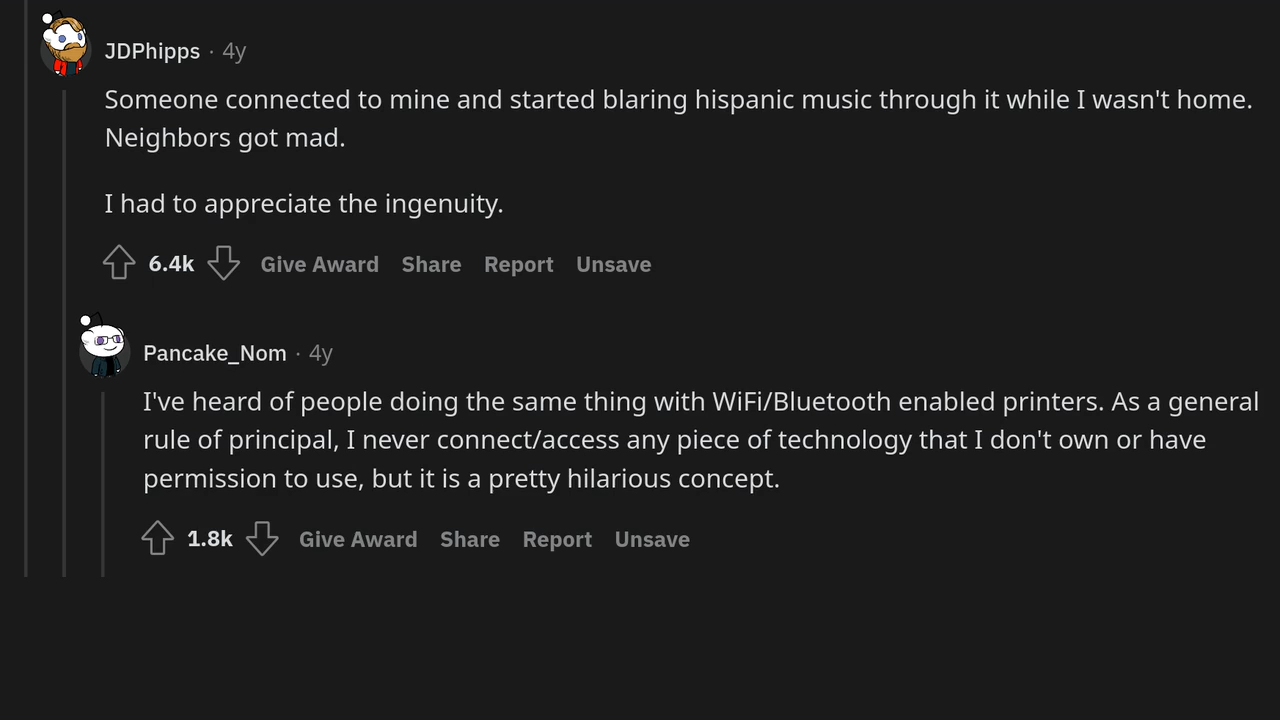 JDPhipps · 4y
Someone connected to mine and started blaring hispanic music through it while I wasn't home.
Neighbors got mad.
I had to appreciate the ingenuity.
6.4k Give Award Share Report Unsave
Pancake_Nom · 4y
I've heard of people doing the same thing with WiFi/Bluetooth enabled printers. As a general
rule of principal, I never connect/access any piece of technology that I don't own or have
permission to use, but it is a pretty hilarious concept.
1.8k Give Award Share Report Unsave